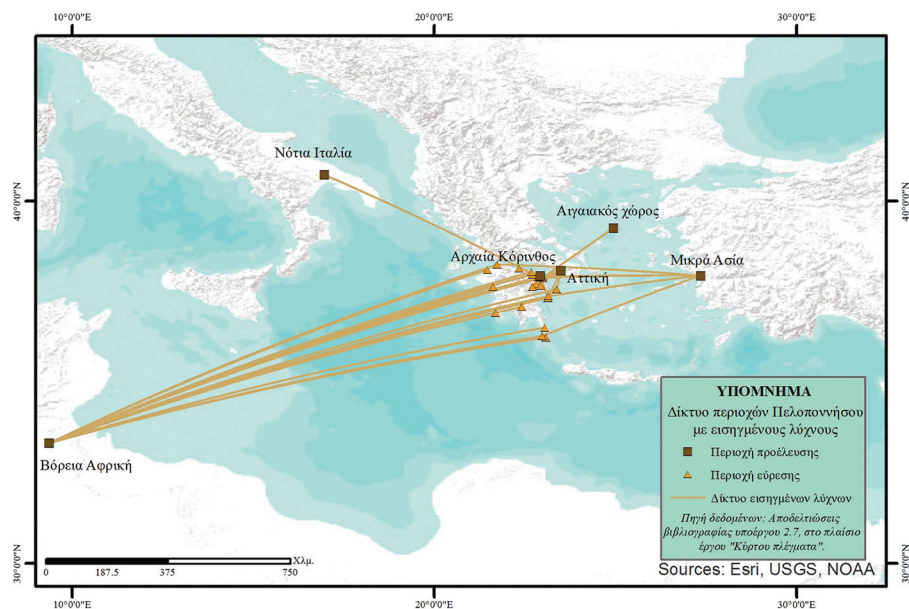 10°0'0"E
20°0'0"E
30°0'0"E
40°0'0"N
40°0'0"N
Νότια Ιταλία
Αιγαιακός χώρος
Αρχαία Κόρινθος
Μικρά Ασία
Αττική
Βόρεια Αφρική
ΥΠΟΜΝΗΜΑ
Δίκτυο περιοχών Πελοποννήσου
με εισηγμένους λύχνους
Περιοχή προέλευσης
Περιοχή εύρεσης
Δίκτυο εισηγμένων λύχνων
Πηγή δεδομένων: Αποδελτιώσεις
βιβλιογραφίας υποέργου 2.7, στο πλαίσιο
έργου "Κύρτου πλέγματα".
Χλμ.
0 187.5 375 750
Sources: Esri, USGS, NOAA
30°0'0"N
30°0'0"N
10°0'0"E
20°0'0"E
30°0'0"E